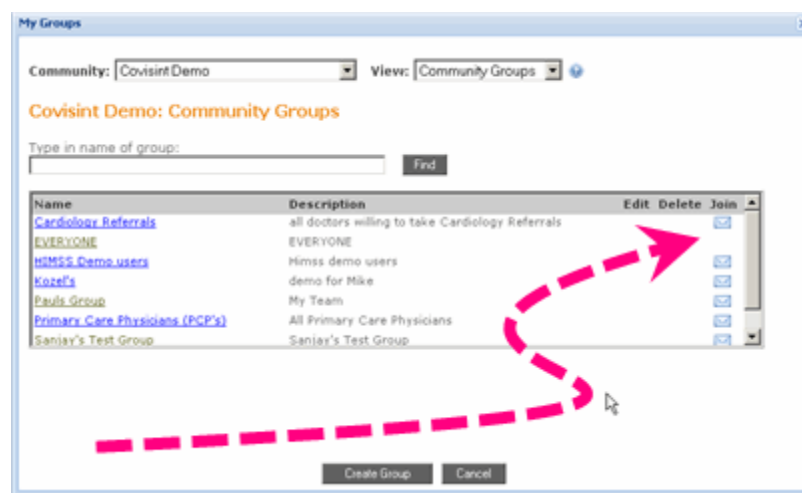 My Groups
Community: Covisint Demo View: Community Groups
Covisint Demo: Community Groups
Type in name of group:
Find
Name Description Edit Delete Join
Cardiology Referrals all doctors willing to take Cardiology Referrals
EVERYONE EVERYONE
HIMSS Demo users Himss demo users
Kozel's demo for Mike
Pauls Group My Team
Primary Care Physicians (PCP's) All Primary Care Physicians
Sanjay's Test Group Sanjay's Test Group
Create Group Cancel